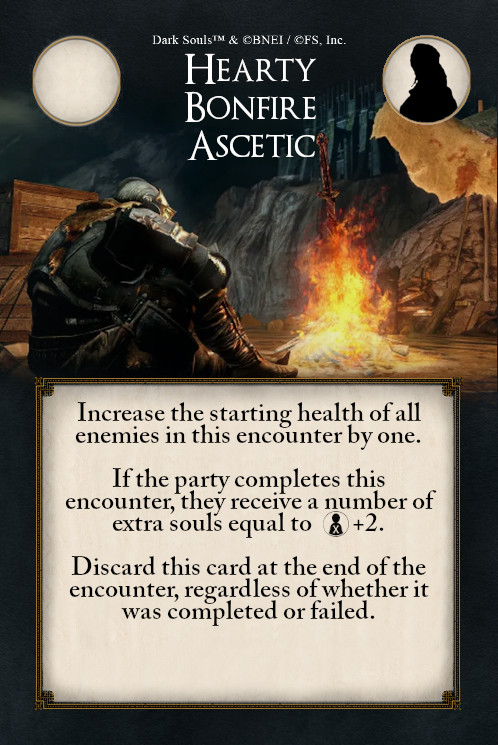 Dark Souls™ & ©BNEI / ©FS, Inc.
Hearty
Bonfire
Ascetic
Increase the starting health of all
enemies in this encounter by one.
If the party completes this
encounter, they receive a number of
extra souls equal to X+2.
Discard this card at the end of the
encounter, regardless of whether it
was completed or failed.